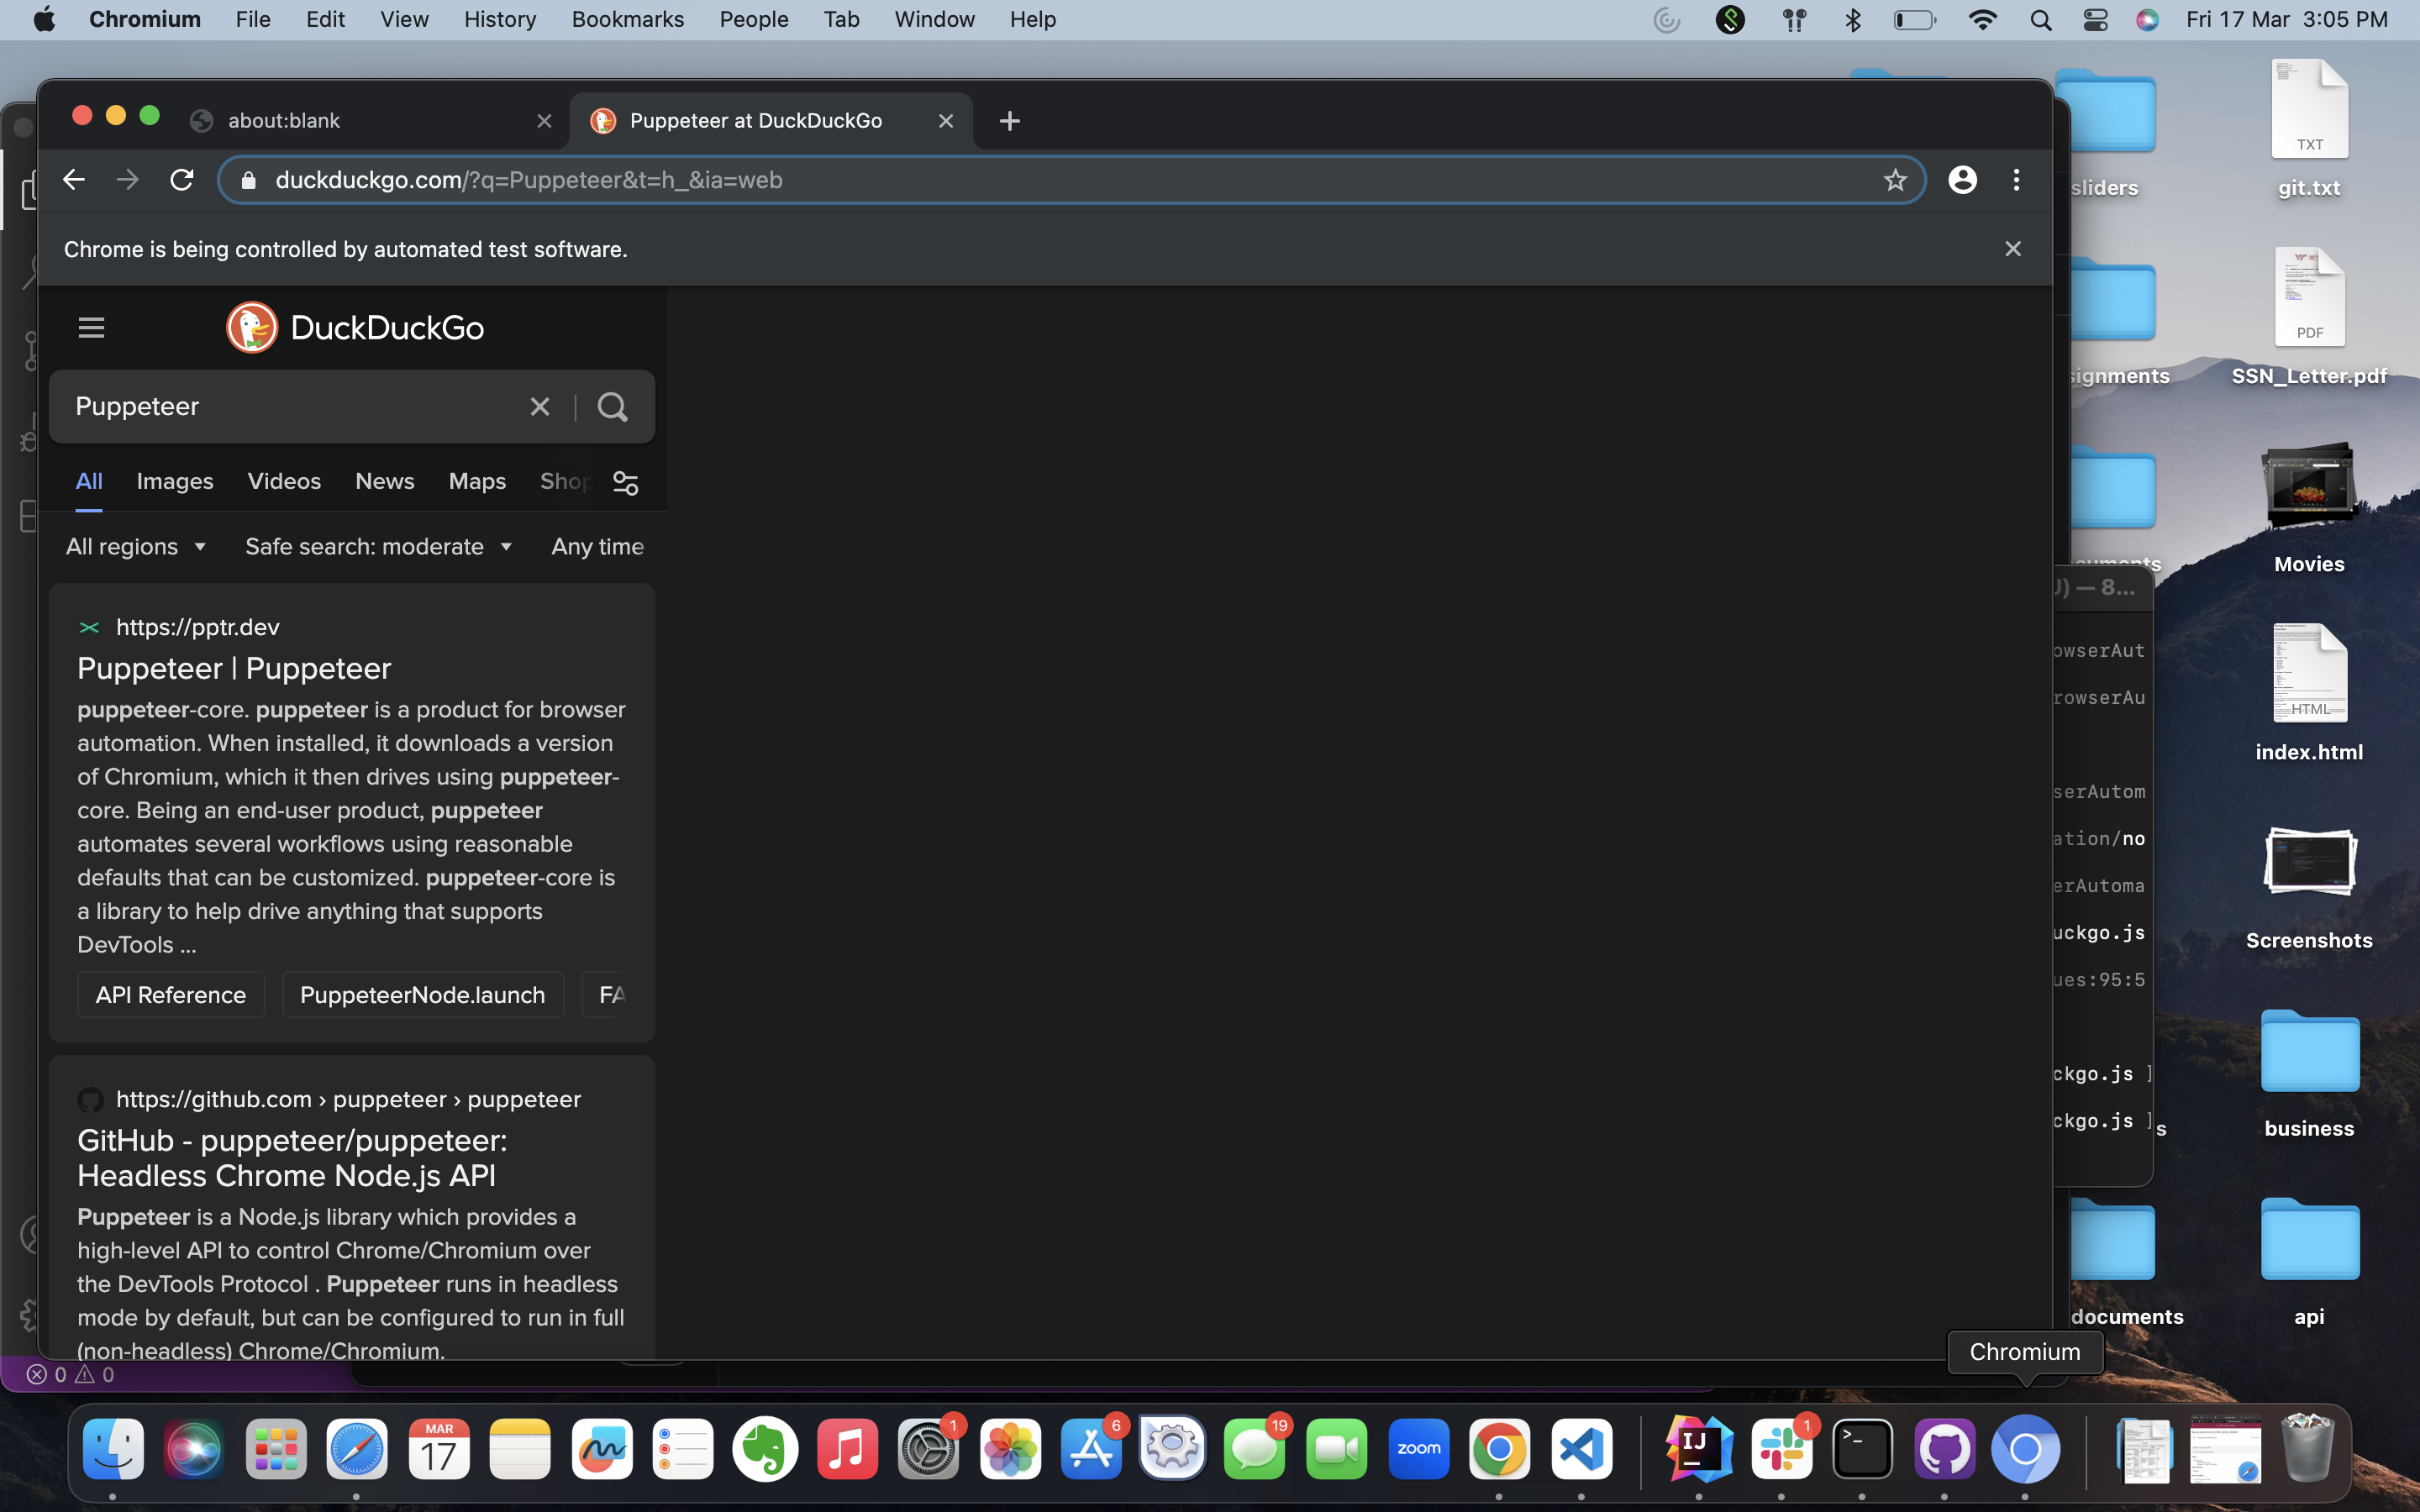 Chromium File Edit View History Bookmarks People Tab Window Help Fri 17 Mar 3:05 PM
about:blank Puppeteer at DuckDuckGo
duckduckgo.com/?q=Puppeteer&t=h_&ia=web
Chrome is being controlled by automated test software.
DuckDuckGo
Puppeteer
All Images Videos News Maps Shop
All regions Safe search: moderate Any time
https://pptr.dev
Puppeteer | Puppeteer
puppeteer-core. puppeteer is a product for browser
automation. When installed, it downloads a version
of Chromium, which it then drives using puppeteer-
core. Being an end-user product, puppeteer
automates several workflows using reasonable
defaults that can be customized. puppeteer-core is
a library to help drive anything that supports
DevTools ...
API Reference PuppeteerNode.launch FA
https://github.com › puppeteer › puppeteer
GitHub - puppeteer/puppeteer:
Headless Chrome Node.js API
Puppeteer is a Node.js library which provides a
high-level API to control Chrome/Chromium over
the DevTools Protocol . Puppeteer runs in headless
mode by default, but can be configured to run in full
(non-headless) Chrome/Chromium.
0 0
J) — 8...
owserAut
rowserAu
serAutom
ation/no
erAutoma
uckgo.js
ues:95:5
ckgo.js ]
ckgo.js ]
sliders
TXT
git.txt
signments
PDF
SSN_Letter.pdf
cuments
Movies
HTML
index.html
Screenshots
s
business
documents
api
Chromium
MAR
17
1
6
19
zoom
IJ
1
>_